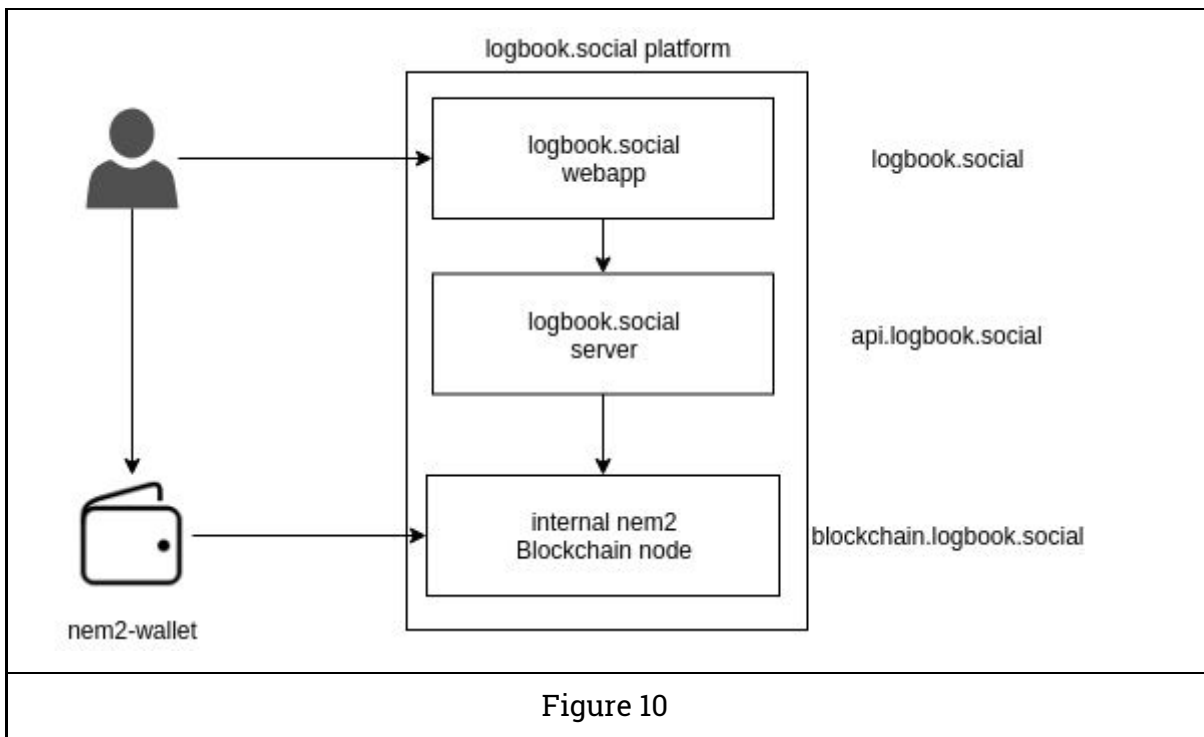 logbook.social platform
logbook.social
webapp
logbook.social
logbook.social
server
api.logbook.social
internal nem2
Blockchain node
blockchain.logbook.social
nem2-wallet
Figure 10